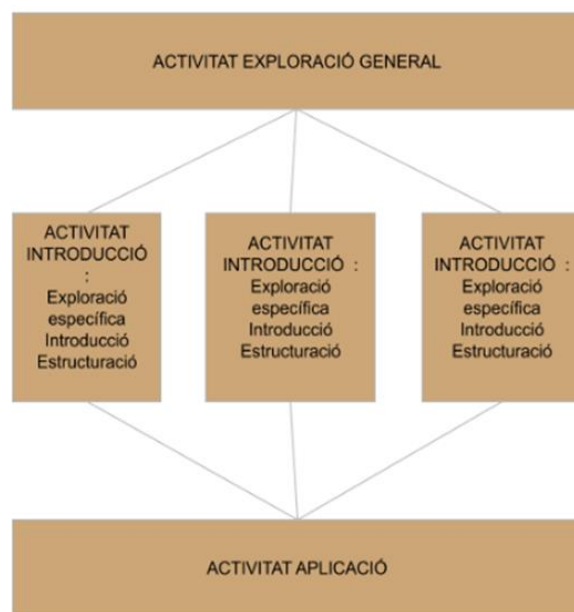 ACTIVITAT EXPLORACIÓ GENERAL
ACTIVITAT
INTRODUCCIÓ
:
Exploració
específica
Introducció
Estructuració
ACTIVITAT
INTRODUCCIÓ :
Exploració
específica
Introducció
Estructuració
ACTIVITAT
INTRODUCCIÓ :
Exploració
específica
Introducció
Estructuració
ACTIVITAT APLICACIÓ